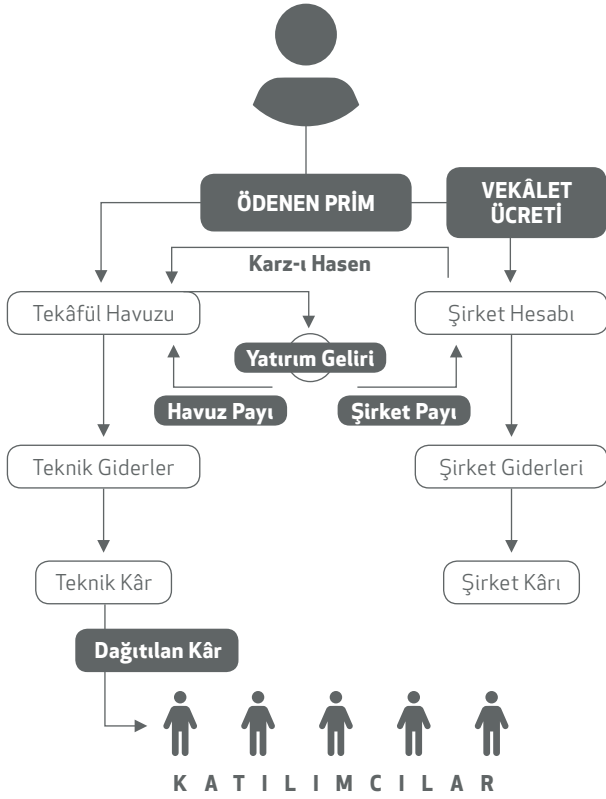 ÖDENEN PRİM
VEKÂLET
ÜCRETİ
Karz-ı Hasen
Tekâfül Havuzu
Şirket Hesabı
Yatırım Geliri
Havuz Payı
Şirket Payı
Teknik Giderler
Şirket Giderleri
Teknik Kâr
Şirket Kârı
Dağıtılan Kâr
KATILIMCILAR